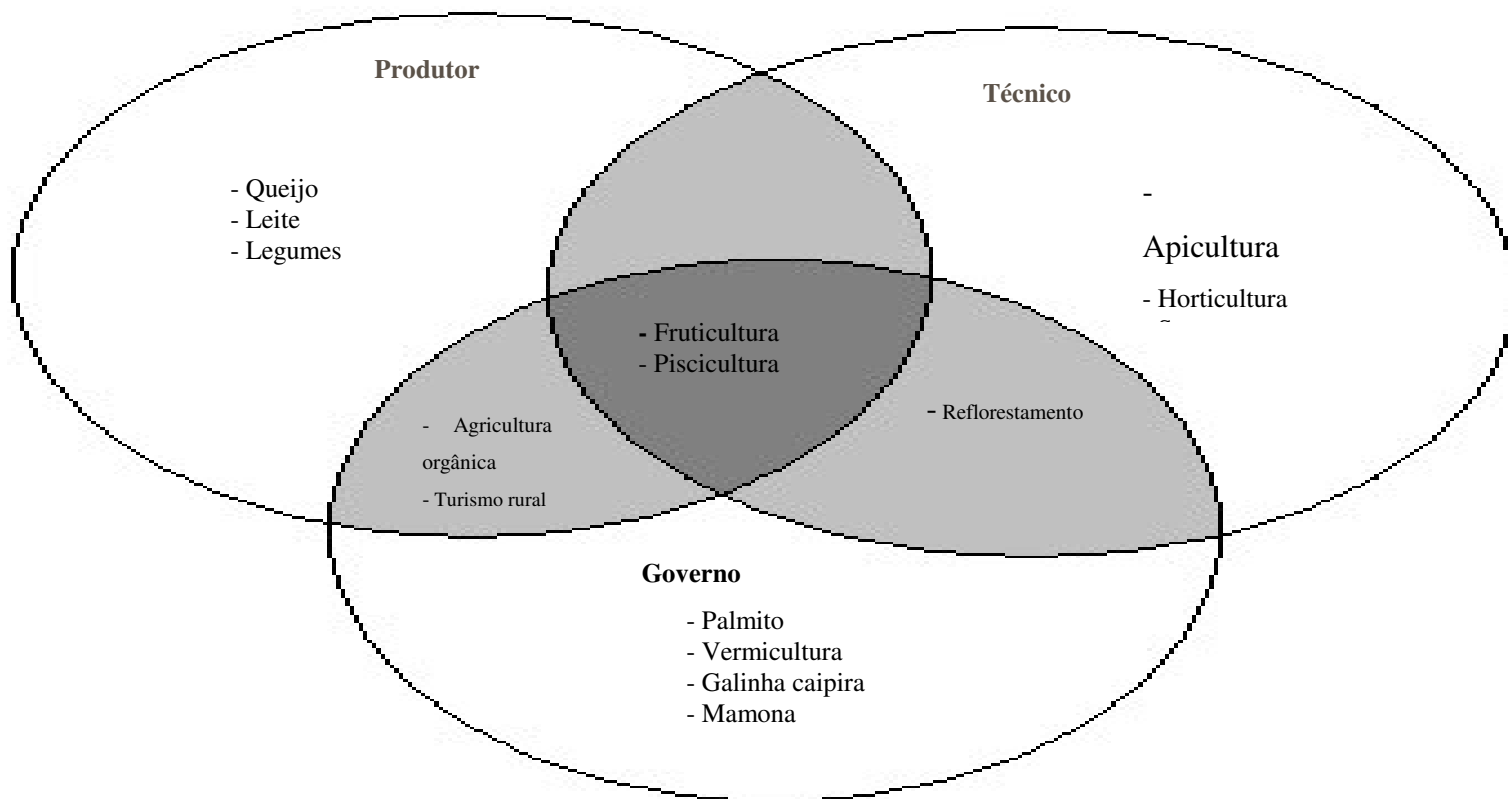 Produtor
Técnico
- Queijo
- Leite
- Legumes
-
Apicultura
- Horticultura
- Fruticultura
- Piscicultura
- Agricultura
orgânica
- Turismo rural
- Reflorestamento
Governo
- Palmito
- Vermicultura
- Galinha caipira
- Mamona